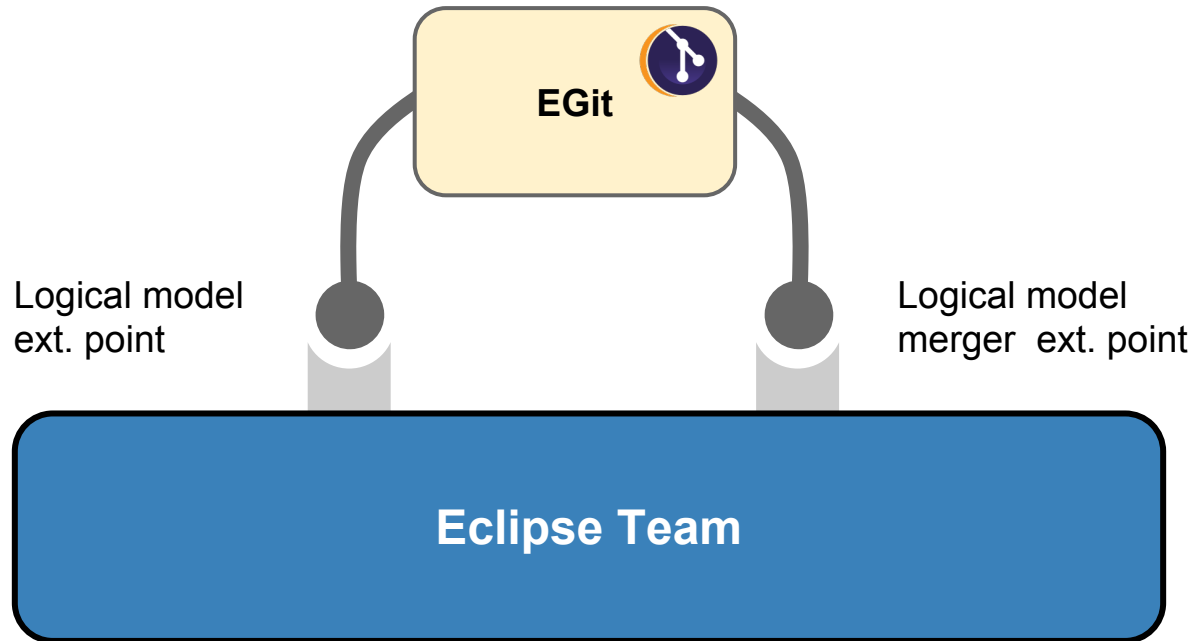 EGit
Logical model
ext. point
Logical model
merger  ext. point
Eclipse Team